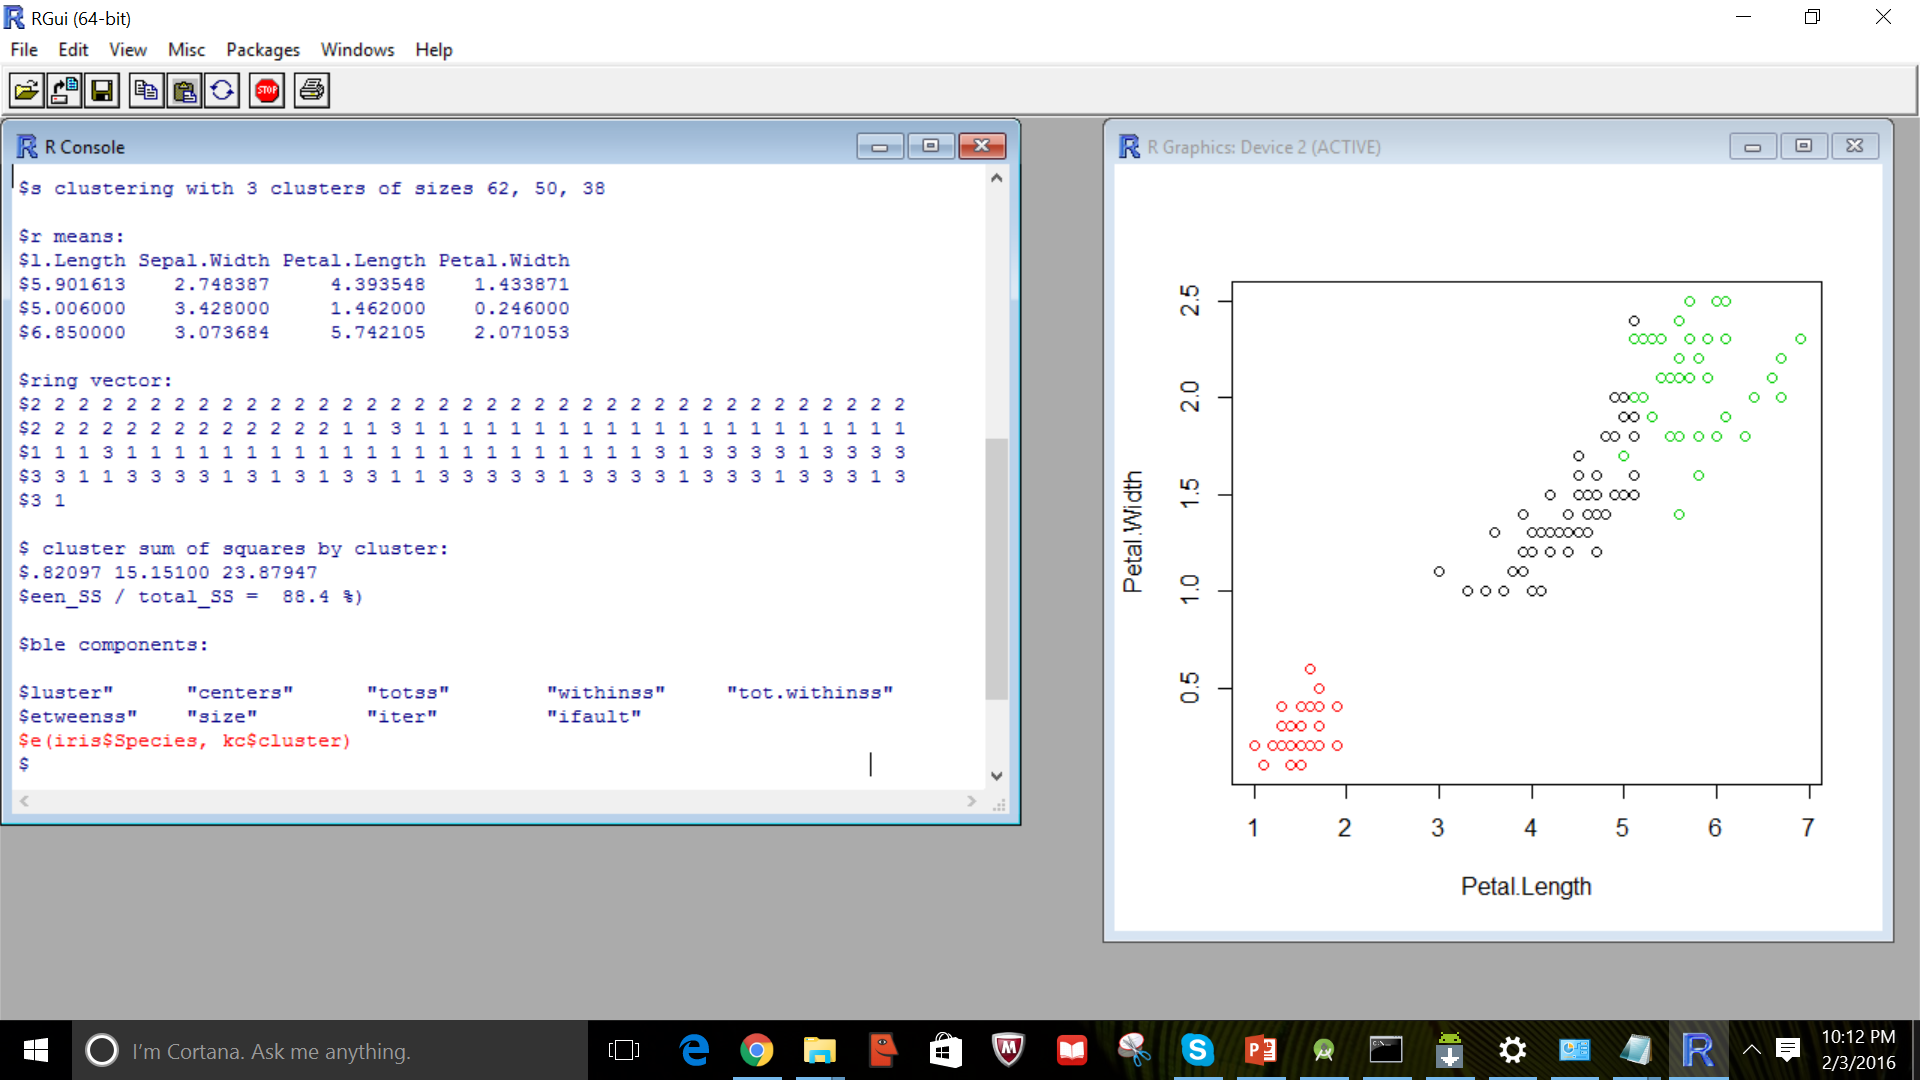 RGui (64-bit)
File Edit View Misc Packages Windows Help
STOP
R Console
$s clustering with 3 clusters of sizes 62, 50, 38
$r means:
$l.Length Sepal.Width Petal.Length Petal.Width
$5.901613 2.748387 4.393548 1.433871
$5.006000 3.428000 1.462000 0.246000
$6.850000 3.073684 5.742105 2.071053
$ring vector:
$2 2 2 2 2 2 2 2 2 2 2 2 2 2 2 2 2 2 2 2 2 2 2 2 2 2 2 2 2 2 2 2 2 2 2 2 2
$2 2 2 2 2 2 2 2 2 2 2 2 2 1 1 3 1 1 1 1 1 1 1 1 1 1 1 1 1 1 1 1 1 1 1 1 1
$1 1 1 3 1 1 1 1 1 1 1 1 1 1 1 1 1 1 1 1 1 1 1 1 1 1 3 1 3 3 3 3 1 3 3 3 3
$3 3 1 1 3 3 3 3 1 3 1 3 1 3 3 1 1 3 3 3 3 3 1 3 3 3 3 1 3 3 3 1 3 3 3 1 3
$3 1
$ cluster sum of squares by cluster:
$.82097 15.15100 23.87947
$een_SS / total_SS = 88.4 %)
$ble components:
$luster" "centers" "totss" "withinss" "tot.withinss"
$etweenss" "size" "iter" "ifault"
$e(iris$Species, kc$cluster)
$
R Graphics: Device 2 (ACTIVE)
2.5
2.0
1.5
1.0
0.5
Petal.Width
1 2 3 4 5 6 7
Petal.Length
I'm Cortana. Ask me anything.
10:12 PM
2/3/2016